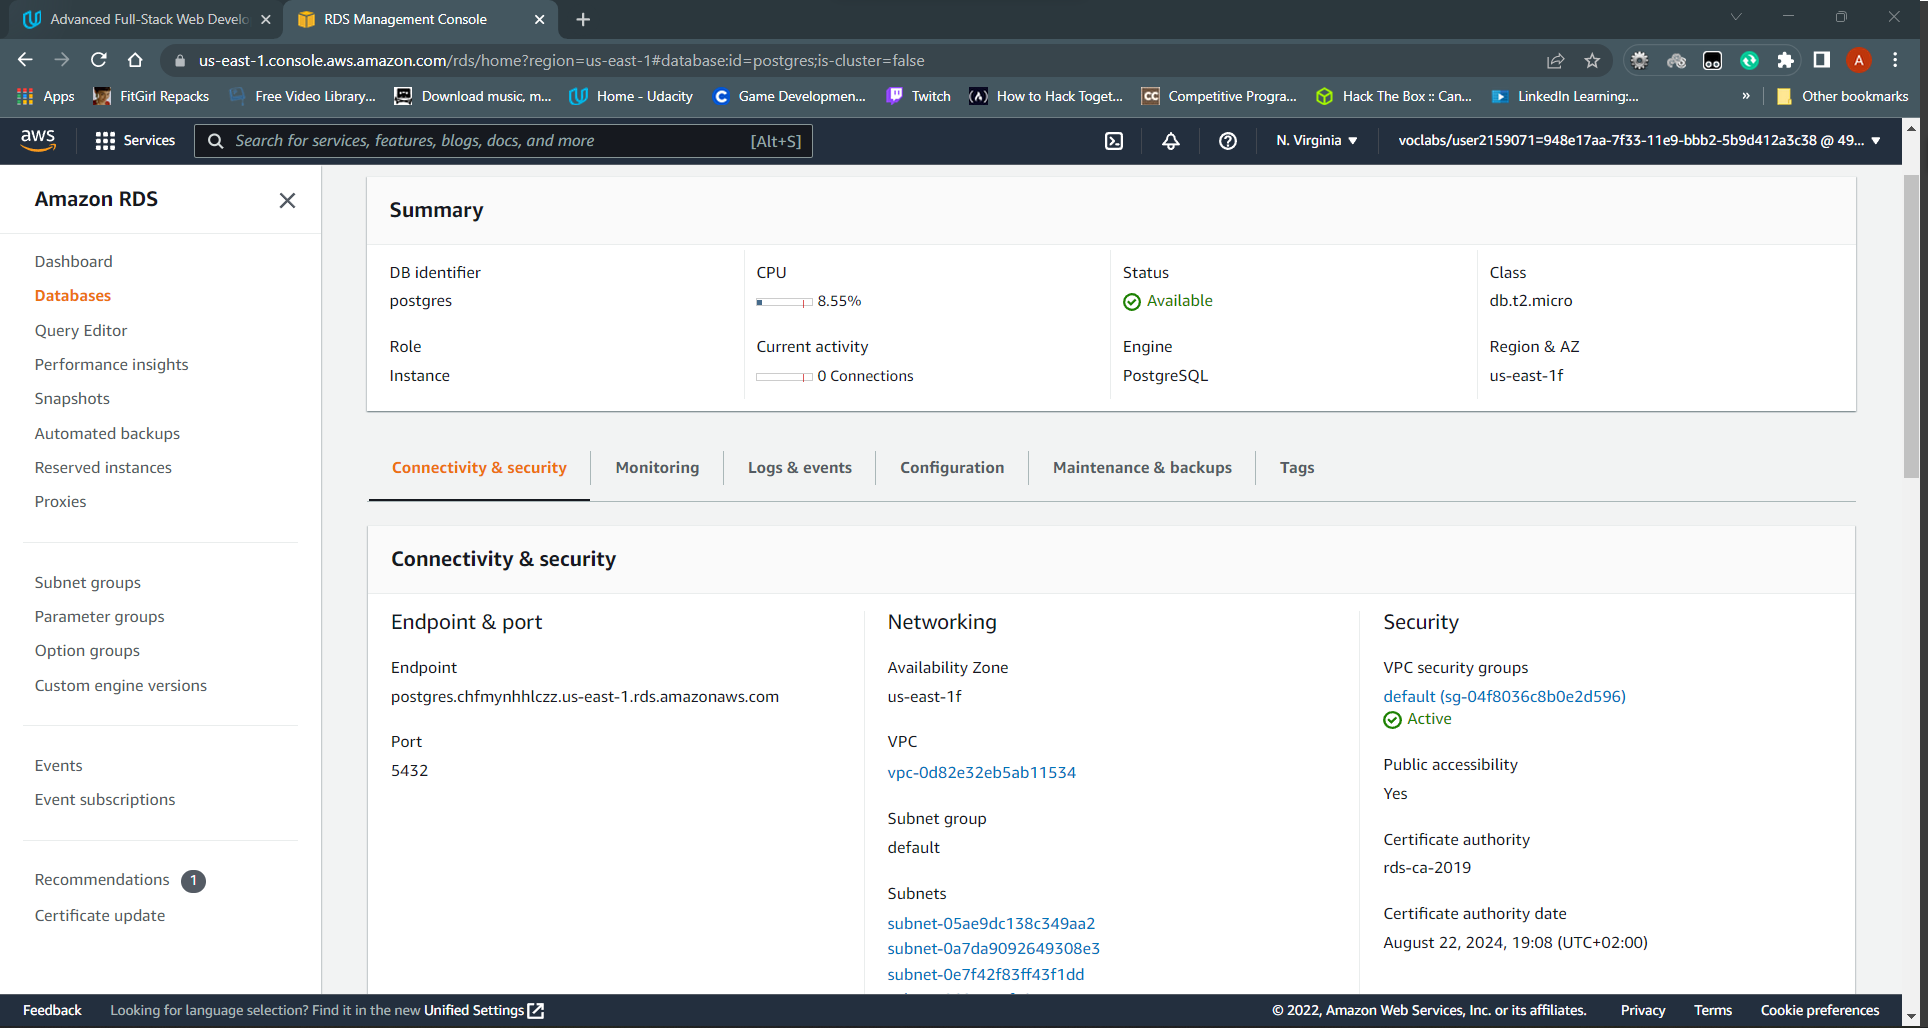 Advanced Full-Stack Web Develo
RDS Management Console
us-east-1.console.aws.amazon.com/rds/home?region=us-east-1#database:id=postgres;is-cluster=false
A
Apps
FitGirl Repacks
Free Video Library...
Download music, m...
Home - Udacity
Game Developmen...
Twitch
How to Hack Toget...
Competitive Progra...
Hack The Box :: Can...
LinkedIn Learning:...
»
Other bookmarks
aws
Services
Search for services, features, blogs, docs, and more
[Alt+S]
N. Virginia
voclabs/user2159071=948e17aa-7f33-11e9-bbb2-5b9d412a3c38 @ 49...
Amazon RDS
Dashboard
Databases
Query Editor
Performance insights
Snapshots
Automated backups
Reserved instances
Proxies
Subnet groups
Parameter groups
Option groups
Custom engine versions
Events
Event subscriptions
Recommendations 1
Certificate update
Summary
DB identifier
postgres
CPU
8.55%
Status
Available
Class
db.t2.micro
Role
Instance
Current activity
0 Connections
Engine
PostgreSQL
Region & AZ
us-east-1f
Connectivity & security
Monitoring
Logs & events
Configuration
Maintenance & backups
Tags
Connectivity & security
Endpoint & port
Endpoint
postgres.chfmynhhlczz.us-east-1.rds.amazonaws.com
Port
5432
Networking
Availability Zone
us-east-1f
VPC
vpc-0d82e32eb5ab11534
Subnet group
default
Subnets
subnet-05ae9dc138c349aa2
subnet-0a7da9092649308e3
subnet-0e7f42f83ff43f1dd
Security
VPC security groups
default (sg-04f8036c8b0e2d596)
Active
Public accessibility
Yes
Certificate authority
rds-ca-2019
Certificate authority date
August 22, 2024, 19:08 (UTC+02:00)
Feedback
Looking for language selection? Find it in the new Unified Settings
© 2022, Amazon Web Services, Inc. or its affiliates.
Privacy
Terms
Cookie preferences